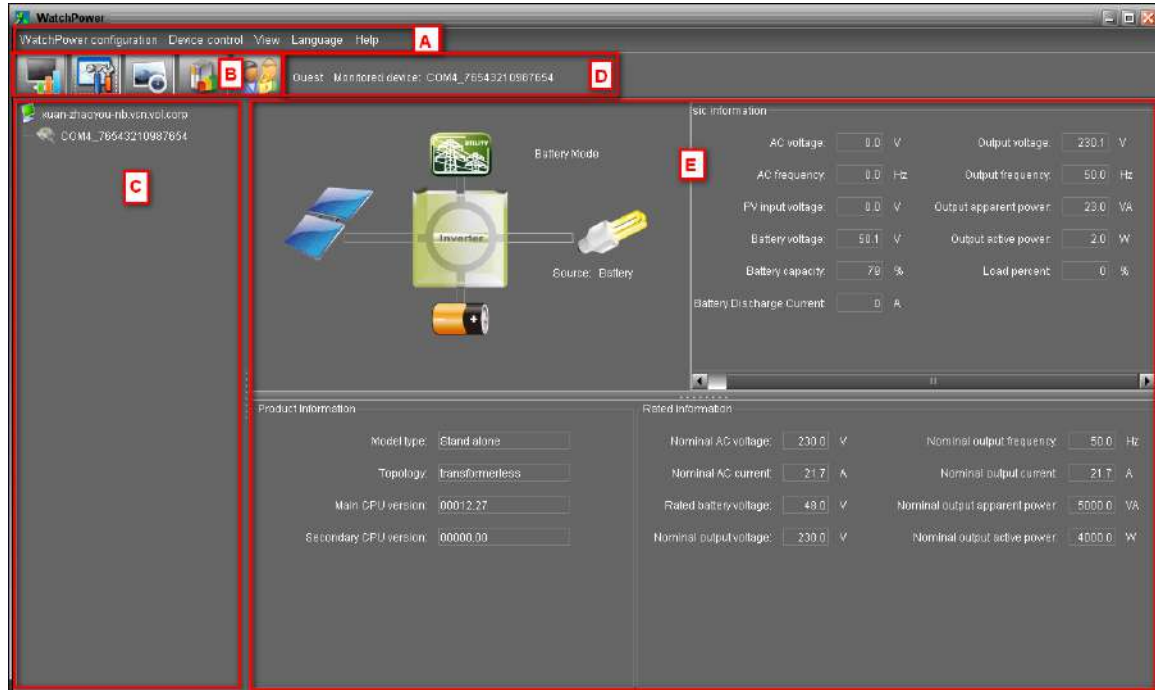 WatchPower
WatchPower configuration Device control View Language Help
A
B
Guest Monitored device: COM4_76543210987654
D
xuan-zhaoyou-nb.vcn.vol.corp
COM4_76543210987654
C
UTILITY
Battery Mode
Inverter
Source: Battery
E
sic information
AC voltage: 0.0 V Output voltage: 230.1 V
AC frequency: 0.0 Hz Output frequency: 50.0 Hz
PV input voltage: 0.0 V Output apparent power: 23.0 VA
Battery voltage: 50.1 V Output active power: 2.0 W
Battery capacity: 79 % Load percent: 0 %
Battery Discharge Current: 0 A
Product Information
Model type: Stand alone
Topology: transformerless
Main CPU version: 00012.27
Secondary CPU version: 00000.00
Rated Information
Nominal AC voltage: 230.0 V Nominal output frequency: 50.0 Hz
Nominal AC current: 21.7 A Nominal output current: 21.7 A
Rated battery voltage: 48.0 V Nominal output apparent power: 5000.0 VA
Nominal output voltage: 230.0 V Nominal output active power: 4000.0 W